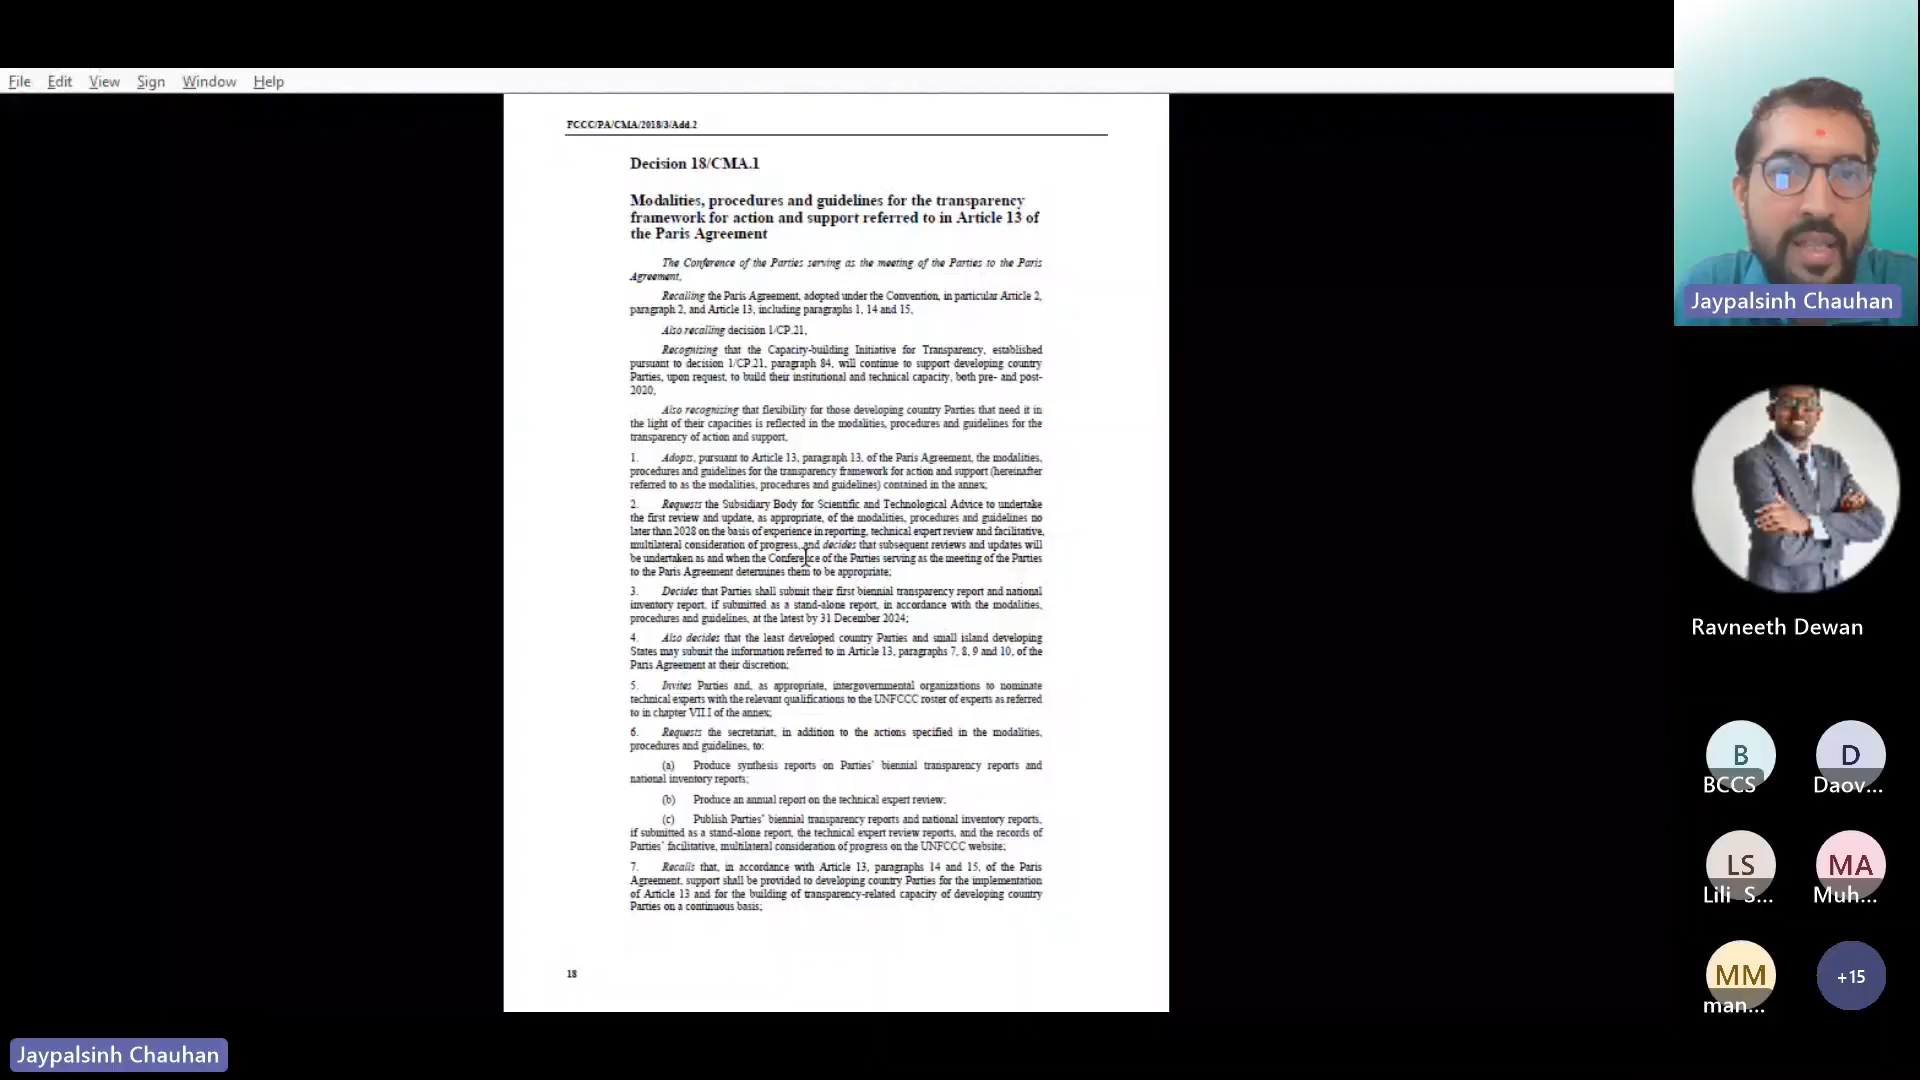 File Edit View Sign Window Help
FCCC/PA/CMA/2018/3/Add.2
Decision 18/CMA.1
Modalities, procedures and guidelines for the transparency
framework for action and support referred to in Article 13 of
the Paris Agreement
The Conference of the Parties serving as the meeting of the Parties to the Paris
Agreement,
Recalling the Paris Agreement, adopted under the Convention, in particular Article 2,
paragraph 2, and Article 13, including paragraphs 1, 14 and 15,
Also recalling decision 1/CP.21,
Recognizing that the Capacity-building Initiative for Transparency, established
pursuant to decision 1/CP.21, paragraph 84, will continue to support developing country
Parties, upon request, to build their institutional and technical capacity, both pre- and post-
2020,
Also recognizing that flexibility for those developing country Parties that need it in
the light of their capacities is reflected in the modalities, procedures and guidelines for the
transparency of action and support,
1. Adopts, pursuant to Article 13, paragraph 13, of the Paris Agreement, the modalities,
procedures and guidelines for the transparency framework for action and support (hereinafter
referred to as the modalities, procedures and guidelines) contained in the annex;
2. Requests the Subsidiary Body for Scientific and Technological Advice to undertake
the first review and update, as appropriate, of the modalities, procedures and guidelines no
later than 2028 on the basis of experience in reporting, technical expert review and facilitative,
multilateral consideration of progress, and decides that subsequent reviews and updates will
be undertaken as and when the Conference of the Parties serving as the meeting of the Parties
to the Paris Agreement determines them to be appropriate;
3. Decides that Parties shall submit their first biennial transparency report and national
inventory report, if submitted as a stand-alone report, in accordance with the modalities,
procedures and guidelines, at the latest by 31 December 2024;
4. Also decides that the least developed country Parties and small island developing
States may submit the information referred to in Article 13, paragraphs 7, 8, 9 and 10, of the
Paris Agreement at their discretion;
5. Invites Parties and, as appropriate, intergovernmental organizations to nominate
technical experts with the relevant qualifications to the UNFCCC roster of experts as referred
to in chapter VII.I of the annex;
6. Requests the secretariat, in addition to the actions specified in the modalities,
procedures and guidelines, to:
(a) Produce synthesis reports on Parties' biennial transparency reports and
national inventory reports;
(b) Produce an annual report on the technical expert review;
(c) Publish Parties' biennial transparency reports and national inventory reports,
if submitted as a stand-alone report, the technical expert review reports, and the records of
Parties' facilitative, multilateral consideration of progress on the UNFCCC website;
7. Recalls that, in accordance with Article 13, paragraphs 14 and 15, of the Paris
Agreement, support shall be provided to developing country Parties for the implementation
of Article 13 and for the building of transparency-related capacity of developing country
Parties on a continuous basis;
18
Jaypalsinh Chauhan
Jaypalsinh Chauhan
Ravneeth Dewan
B D
BCCS Daov...
LS MA
Lili S... Muh...
MM +15
man...